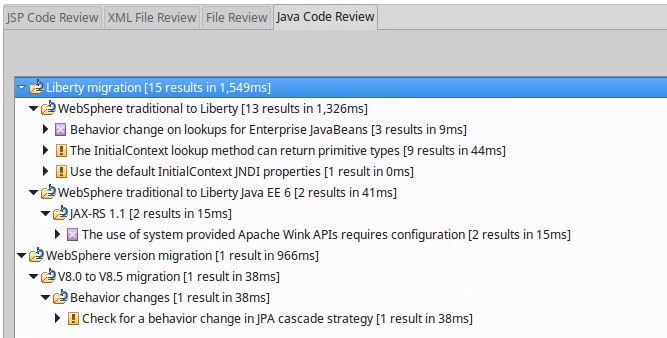 JSP Code Review XML File Review File Review Java Code Review
Liberty migration [15 results in 1,549ms]
WebSphere traditional to Liberty [13 results in 1,326ms]
Behavior change on lookups for Enterprise JavaBeans [3 results in 9ms]
The InitialContext lookup method can return primitive types [9 results in 44ms]
Use the default InitialContext JNDI properties [1 result in 0ms]
WebSphere traditional to Liberty Java EE 6 [2 results in 41ms]
JAX-RS 1.1 [2 results in 15ms]
The use of system provided Apache Wink APIs requires configuration [2 results in 15ms]
WebSphere version migration [1 result in 966ms]
V8.0 to V8.5 migration [1 result in 38ms]
Behavior changes [1 result in 38ms]
Check for a behavior change in JPA cascade strategy [1 result in 38ms]